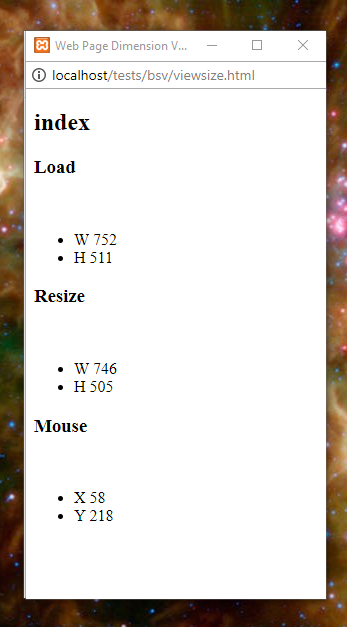 Web Page Dimension V...
localhost/tests/bsv/viewsize.html
index
Load
W 752
H 511
Resize
W 746
H 505
Mouse
X 58
Y 218